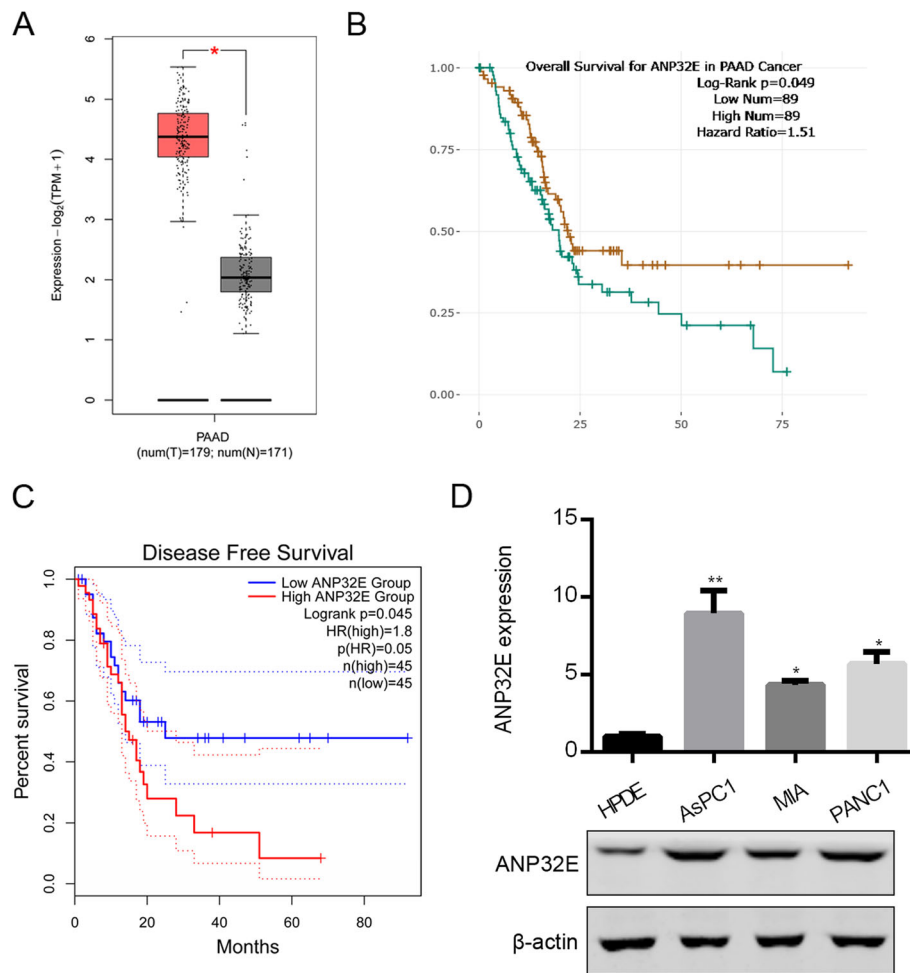 A
6
5
4
3
2
1
0
Expression − log₂(TPM + 1)
*
PAAD
(num(T)=179; num(N)=171)
B
Overall Survival for ANP32E in PAAD Cancer
Log-Rank p=0.049
Low Num=89
High Num=89
Hazard Ratio=1.51
1.00
0.75
0.50
0.25
0.00
0
25
50
75
C
Disease Free Survival
Low ANP32E Group
High ANP32E Group
Logrank p=0.045
HR(high)=1.8
p(HR)=0.05
n(high)=45
n(low)=45
Percent survival
1.0
0.8
0.6
0.4
0.2
0.0
0
20
40
60
80
Months
D
ANP32E expression
15
10
5
0
**
*
*
HPDE
AsPC1
MIA
PANC1
ANP32E
β-actin